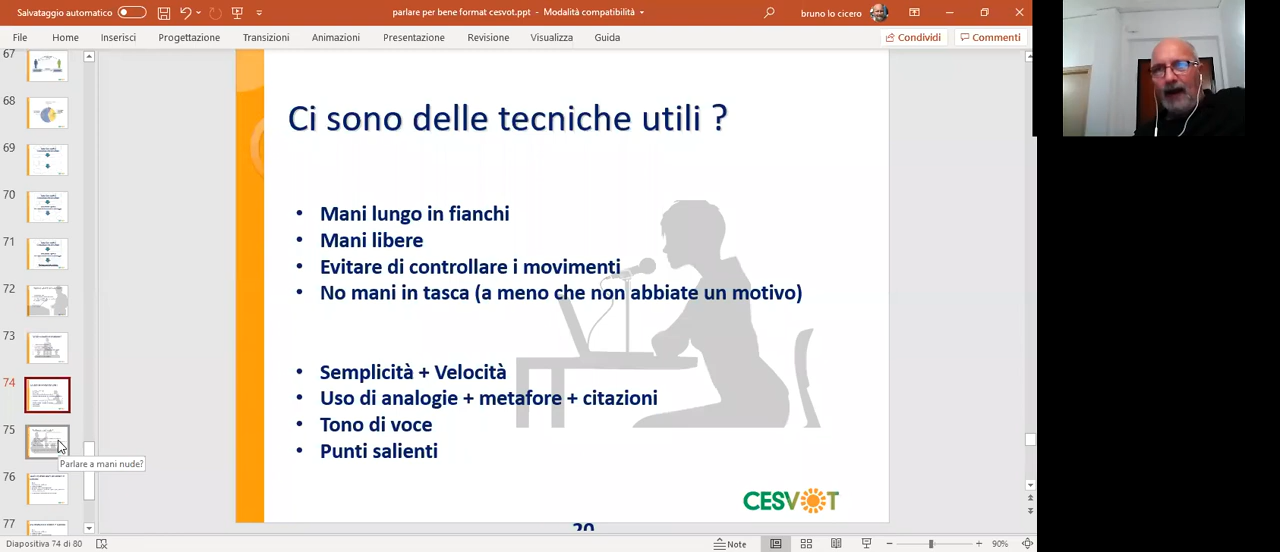 Salvataggio automatico
parlare per bene format cesvot.ppt - Modalità compatibilità
bruno lo cicero
File Home Inserisci Progettazione Transizioni Animazioni Presentazione Revisione Visualizza Guida
Condividi Commenti
67
68
69
70
71
72
73
74
75
76
77
Parlare a mani nude?
Ci sono delle tecniche utili ?
• Mani lungo in fianchi
• Mani libere
• Evitare di controllare i movimenti
• No mani in tasca (a meno che non abbiate un motivo)
• Semplicità + Velocità
• Uso di analogie + metafore + citazioni
• Tono di voce
• Punti salienti
CESVOT
20
Diapositiva 74 di 80
Note
90%